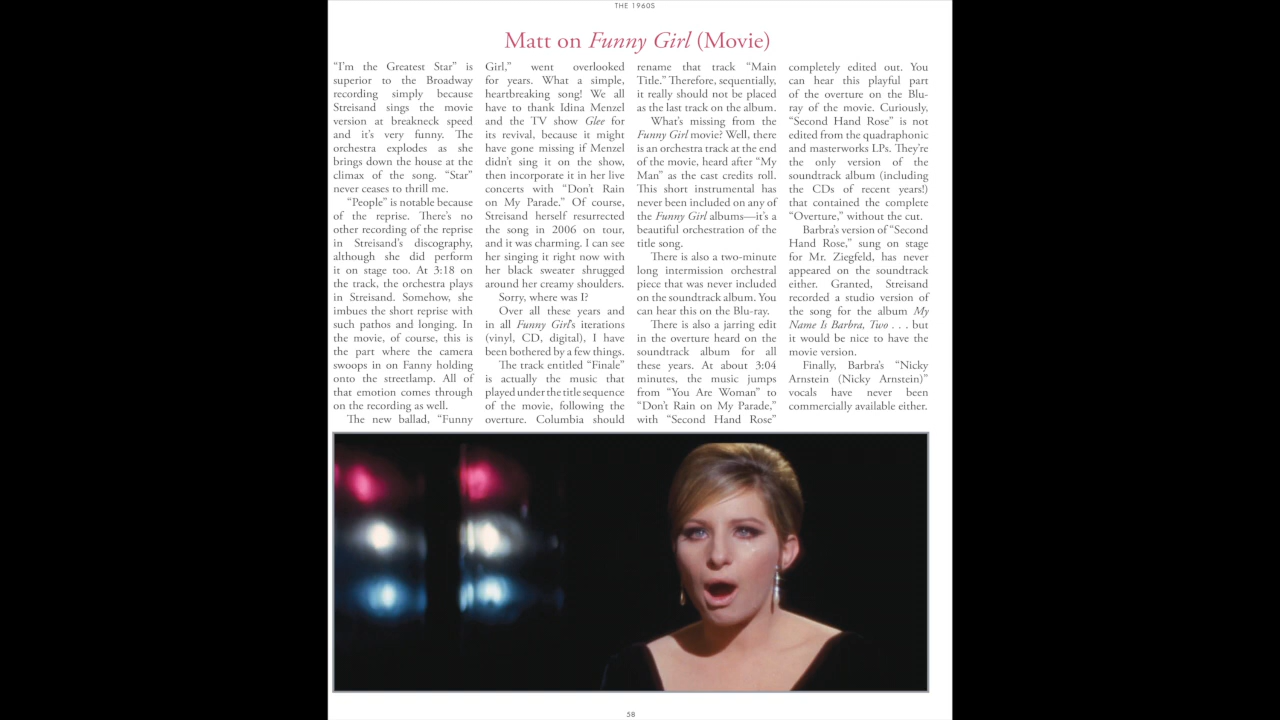 THE 1960S
Matt on Funny Girl (Movie)
“I’m the Greatest Star” is
superior to the Broadway
recording simply because
Streisand sings the movie
version at breakneck speed
and it’s very funny. The
orchestra explodes as she
brings down the house at the
climax of the song. “Star”
never ceases to thrill me.
“People” is notable because
of the reprise. There’s no
other recording of the reprise
in Streisand’s discography,
although she did perform
it on stage too. At 3:18 on
the track, the orchestra plays
in Streisand. Somehow, she
imbues the short reprise with
such pathos and longing. In
the movie, of course, this is
the part where the camera
swoops in on Fanny holding
onto the streetlamp. All of
that emotion comes through
on the recording as well.
The new ballad, “Funny
Girl,” went overlooked
for years. What a simple,
heartbreaking song! We all
have to thank Idina Menzel
and the TV show Glee for
its revival, because it might
have gone missing if Menzel
didn’t sing it on the show,
then incorporate it in her live
concerts with “Don’t Rain
on My Parade.” Of course,
Streisand herself resurrected
the song in 2006 on tour,
and it was charming. I can see
her singing it right now with
her black sweater shrugged
around her creamy shoulders.
Sorry, where was I?
Over all these years and
in all Funny Girl’s iterations
(vinyl, CD, digital), I have
been bothered by a few things.
The track entitled “Finale”
is actually the music that
played under the title sequence
of the movie, following the
overture. Columbia should
rename that track “Main
Title.” Therefore, sequentially,
it really should not be placed
as the last track on the album.
What’s missing from the
Funny Girl movie? Well, there
is an orchestra track at the end
of the movie, heard after “My
Man” as the cast credits roll.
This short instrumental has
never been included on any of
the Funny Girl albums—it’s a
beautiful orchestration of the
title song.
There is also a two-minute
long intermission orchestral
piece that was never included
on the soundtrack album. You
can hear this on the Blu-ray.
There is also a jarring edit
in the overture heard on the
soundtrack album for all
these years. At about 3:04
minutes, the music jumps
from “You Are Woman” to
“Don’t Rain on My Parade,”
with “Second Hand Rose”
completely edited out. You
can hear this playful part
of the overture on the Blu-
ray of the movie. Curiously,
“Second Hand Rose” is not
edited from the quadraphonic
and masterworks LPs. They’re
the only version of the
soundtrack album (including
the CDs of recent years!)
that contained the complete
“Overture,” without the cut.
Barbra’s version of “Second
Hand Rose,” sung on stage
for Mr. Ziegfeld, has never
appeared on the soundtrack
either. Granted, Streisand
recorded a studio version of
the song for the album My
Name Is Barbra, Two . . . but
it would be nice to have the
movie version.
Finally, Barbra’s “Nicky
Arnstein (Nicky Arnstein)”
vocals have never been
commercially available either.
58